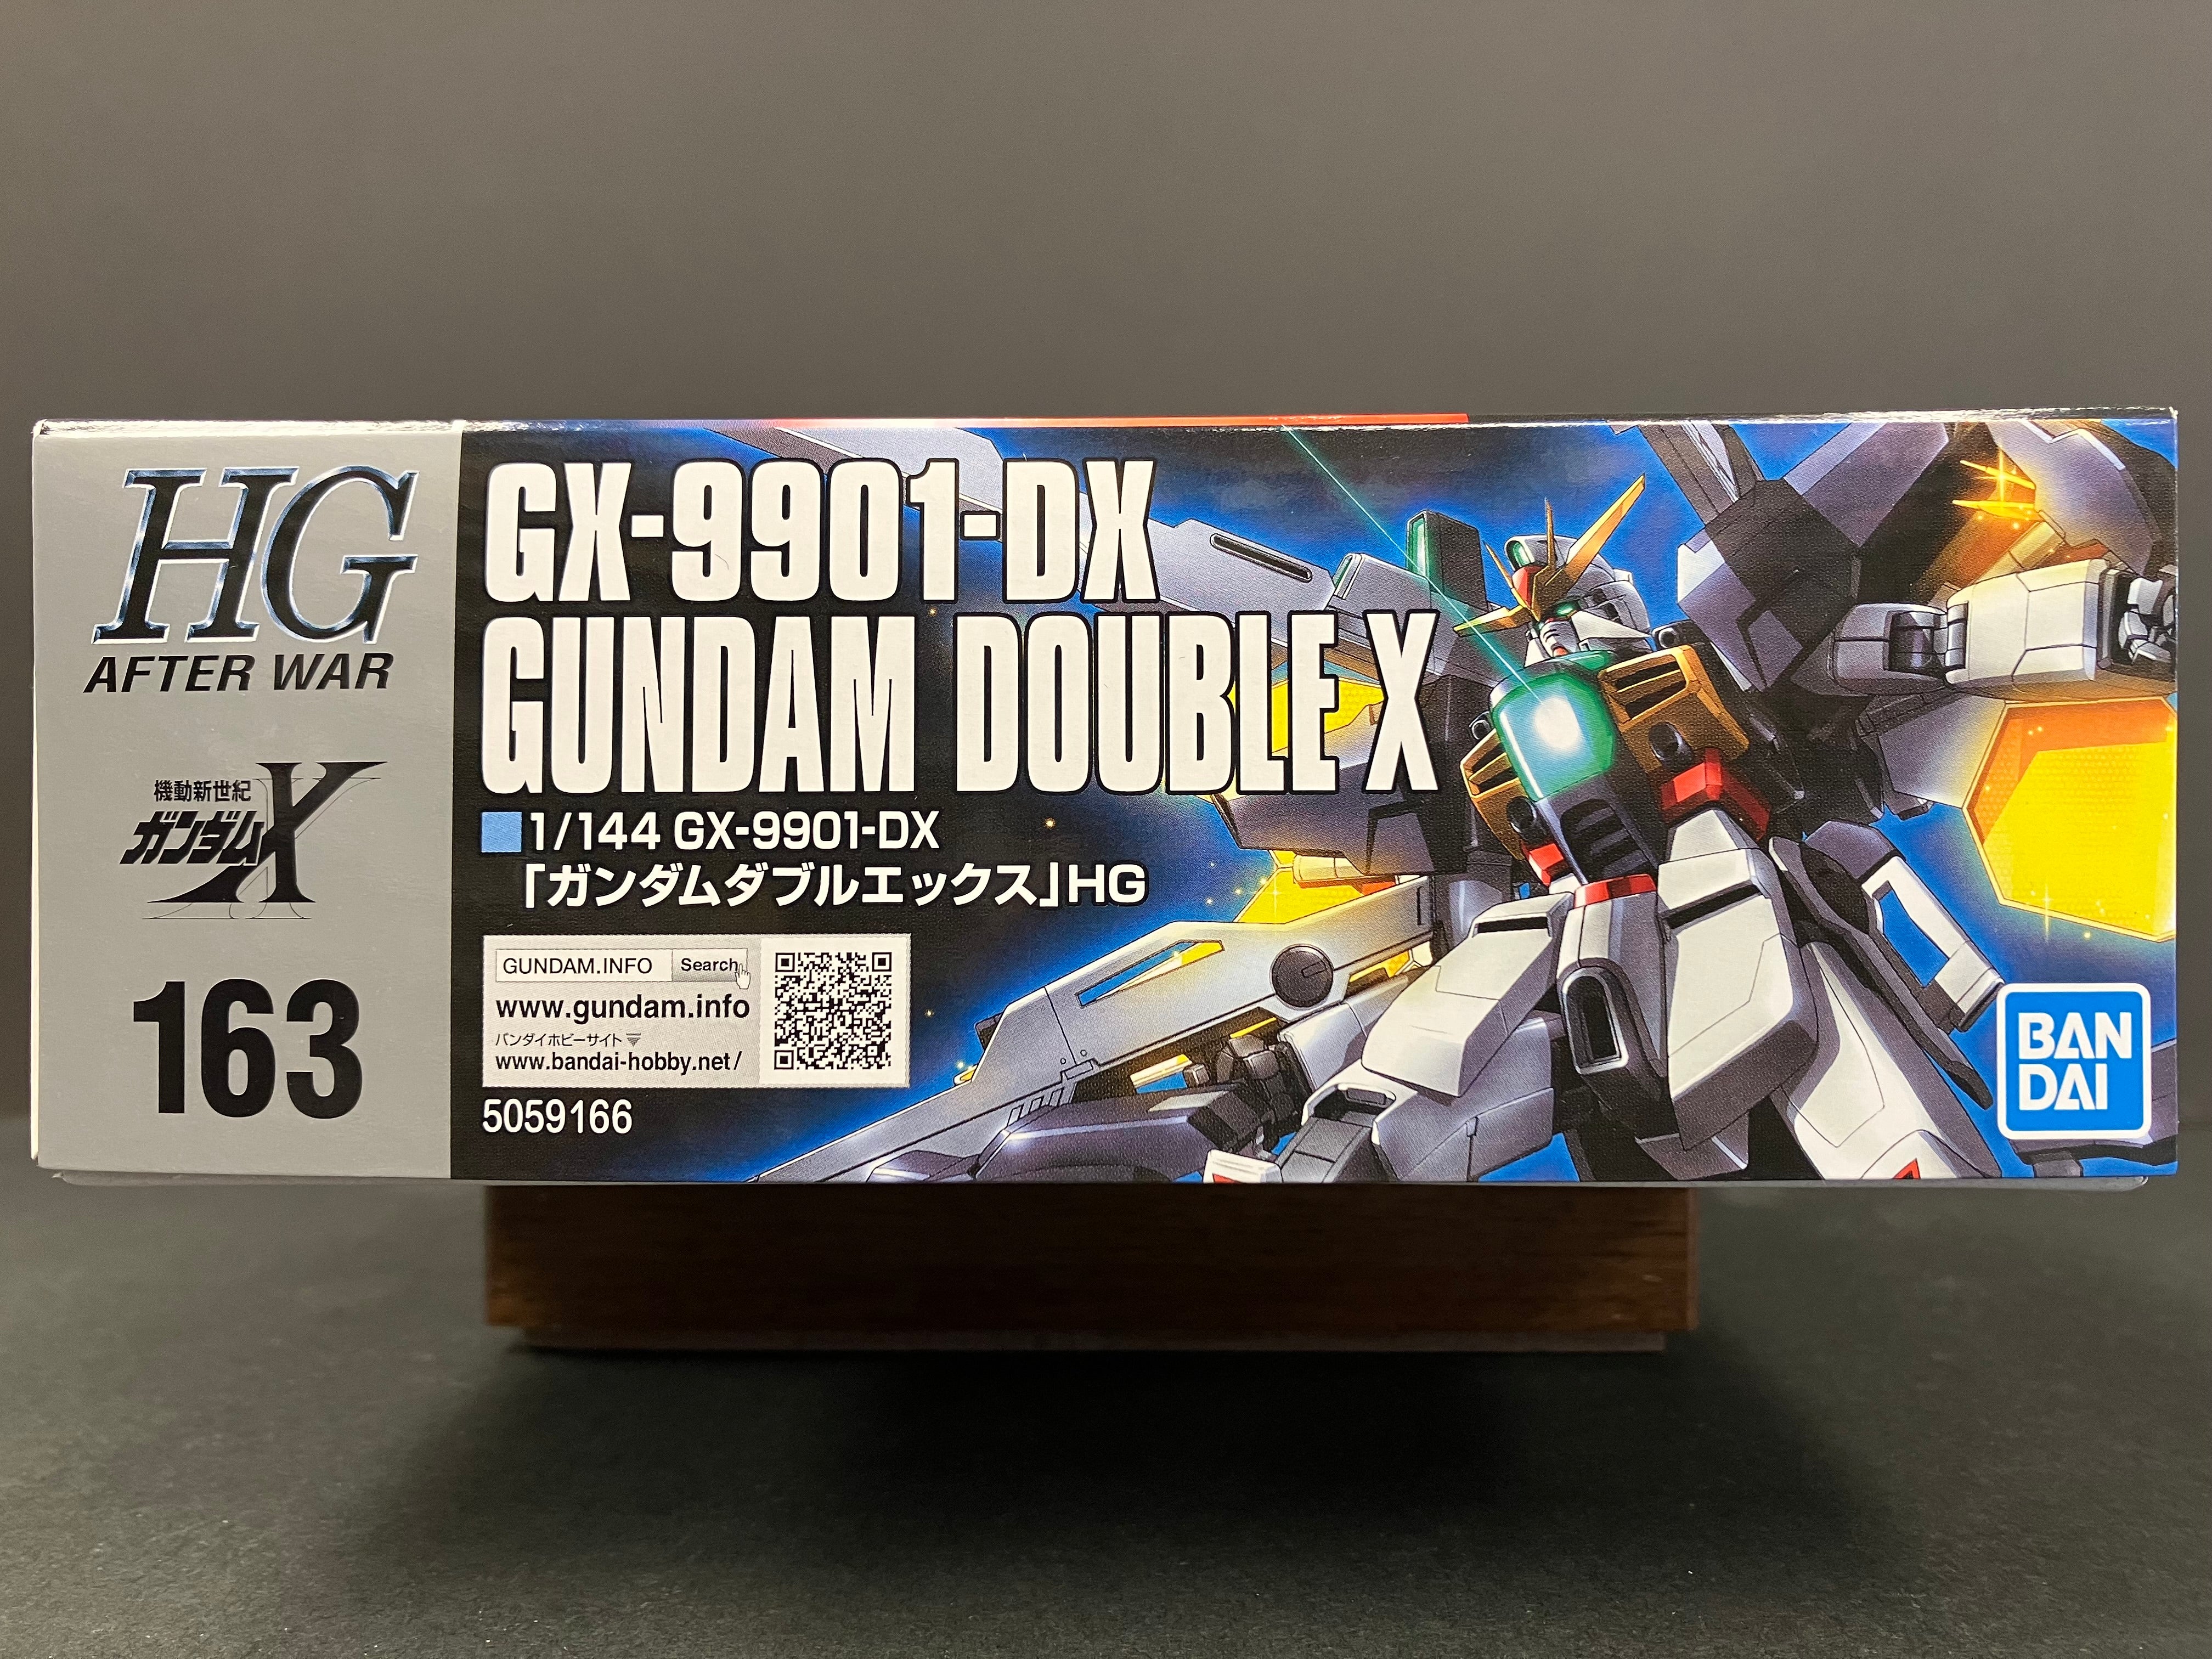 HG
AFTER WAR
機動新世紀
ガンダムX
163
GX-9901-DX
GUNDAM DOUBLE X
1/144 GX-9901-DX
「ガンダムダブルエックス」HG
GUNDAM.INFO Search
www.gundam.info
バンダイホビーサイト
www.bandai-hobby.net/
5059166
BAN
DAI